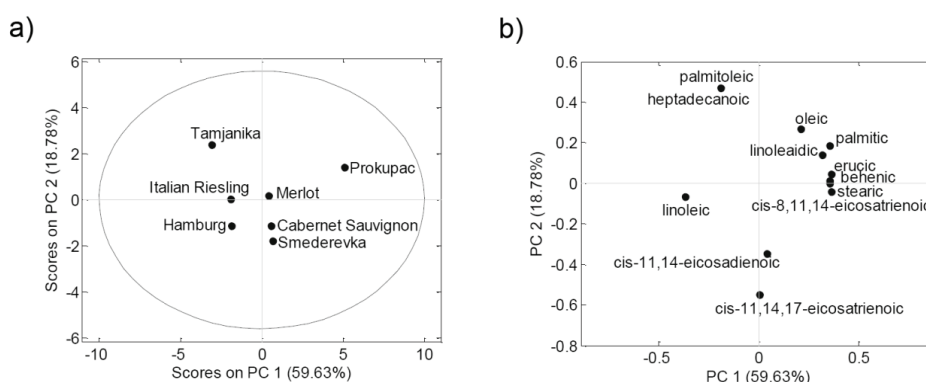 a)
Scores on PC 2 (18.78%)
6
4
2
0
-2
-4
-6
Tamjanika
Prokupac
Italian Riesling
Merlot
Hamburg
Cabernet Sauvignon
Smederevka
-10
-5
0
5
10
Scores on PC 1 (59.63%)
b)
PC 2 (18.78%)
0.6
0.4
0.2
0
-0.2
-0.4
-0.6
-0.8
palmitoleic
heptadecanoic
oleic
palmitic
linoleaidic
erucic
behenic
stearic
cis-8,11,14-eicosatrienoic
linoleic
cis-11,14-eicosadienoic
cis-11,14,17-eicosatrienoic
-0.5
0
0.5
PC 1 (59.63%)